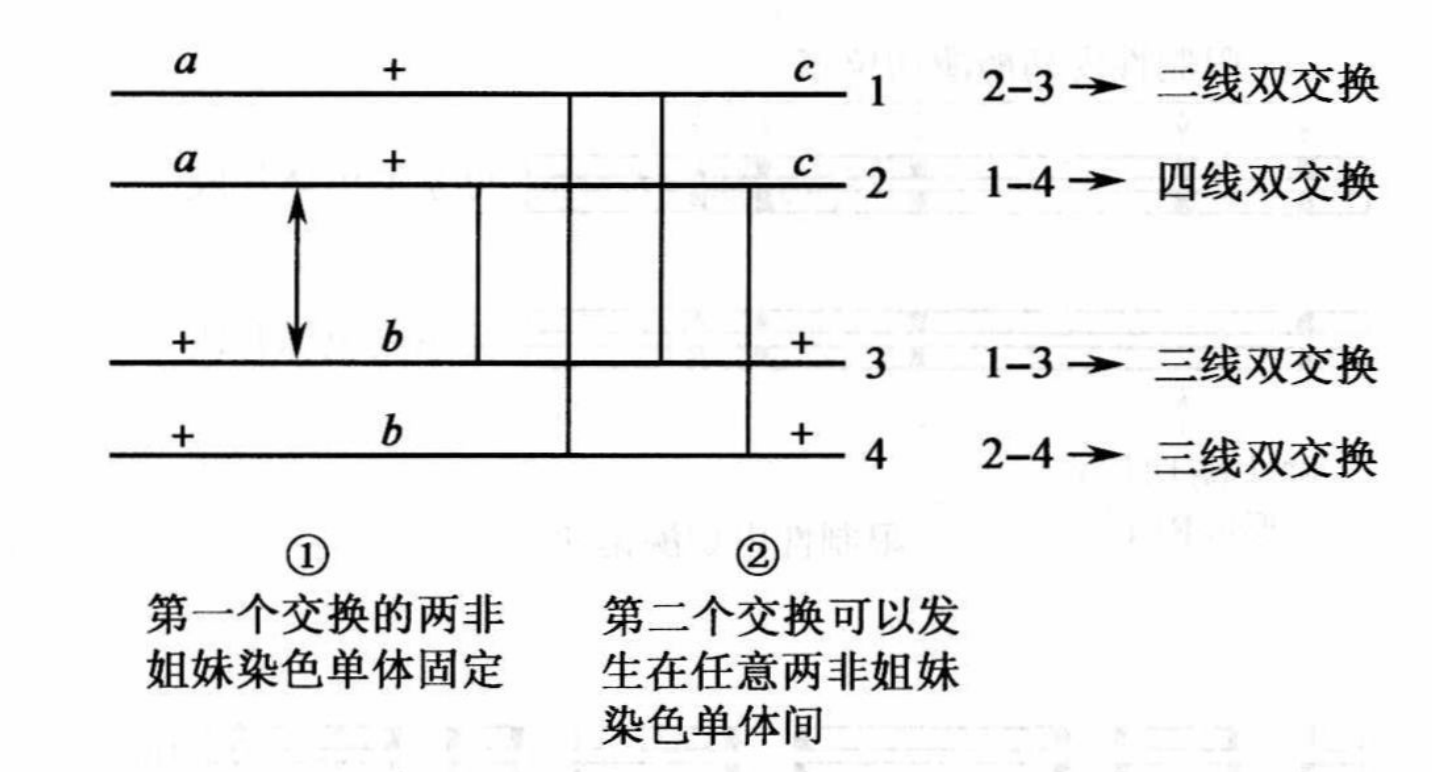 a + c 1 2-3 → 二线双交换
a + c 2 1-4 → 四线双交换
+ b + 3 1-3 → 三线双交换
+ b + 4 2-4 → 三线双交换
① ②
第一个交换的两非 第二个交换可以发
姐妹染色单体固定 生在任意两非姐妹
染色单体间